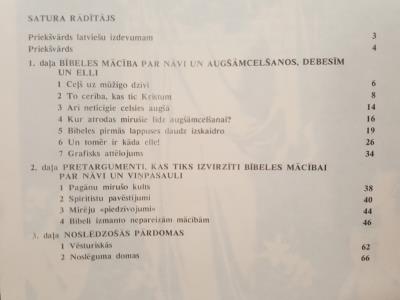 SATURA RĀDĪTĀJS
Priekšvārds latviešu izdevumam 3
Priekšvārds 4
1. daļa BĪBELES MĀCĪBA PAR NĀVI UN AUGŠĀMCELŠANOS, DEBESĪM
UN ELLI
1 Ceļš uz mūžīgo dzīvi 6
2 To cerība, kas tic Kristum 8
3 Arī neticīgie celsies augšā 14
4 Kur atrodas mirušie līdz augšāmcelšanai? 16
5 Bībeles pirmās lappuses daudz izskaidro 19
6 Un tomēr ir kāda elle! 26
7 Grafisks attēlojums 34
2. daļa PRETARGUMENTI, KAS TIKS IZVIRZĪTI BĪBELES MĀCĪBAI
PAR NĀVI UN VIŅPASAULI
1 Pagānu mirušo kults 38
2 Spiritistu pavēstījumi 40
3 Mirēju «piedzīvojumi» 44
4 Bībeli izmanto nepareizām mācībām 46
3. daļa NOSLĒDZOŠĀS PĀRDOMAS
1 Vēsturiskās 62
2 Noslēguma domas 66